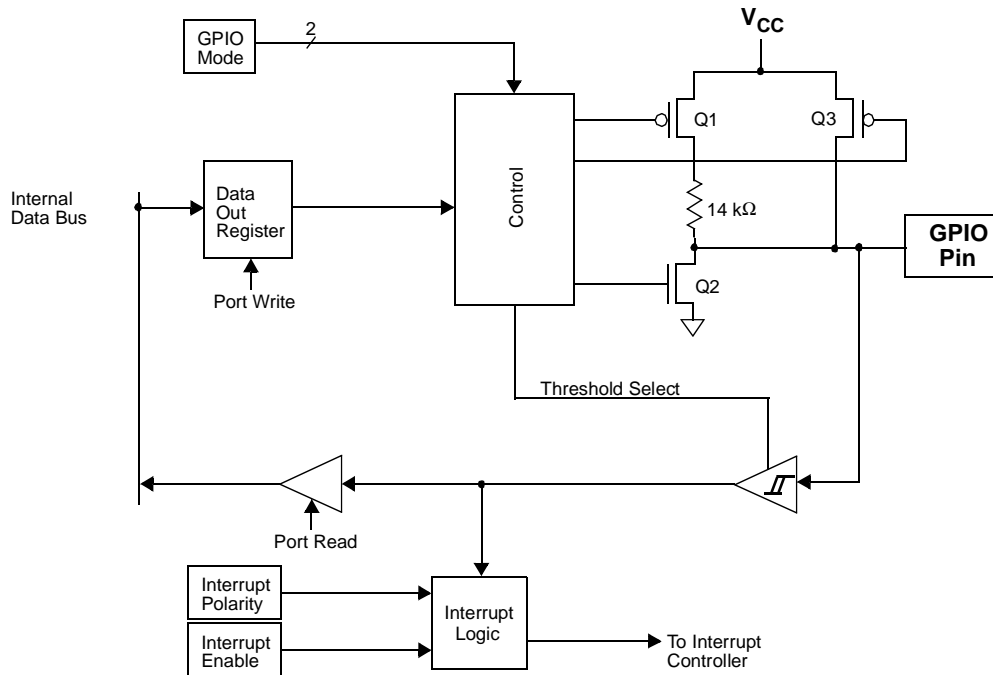 2
GPIO
Mode
VCC
Q1
Q3
Control
Internal
Data Bus
Data
Out
Register
14 kΩ
GPIO
Pin
Port Write
Q2
Threshold Select
Port Read
Interrupt
Polarity
Interrupt
Logic
Interrupt
Enable
To Interrupt
Controller